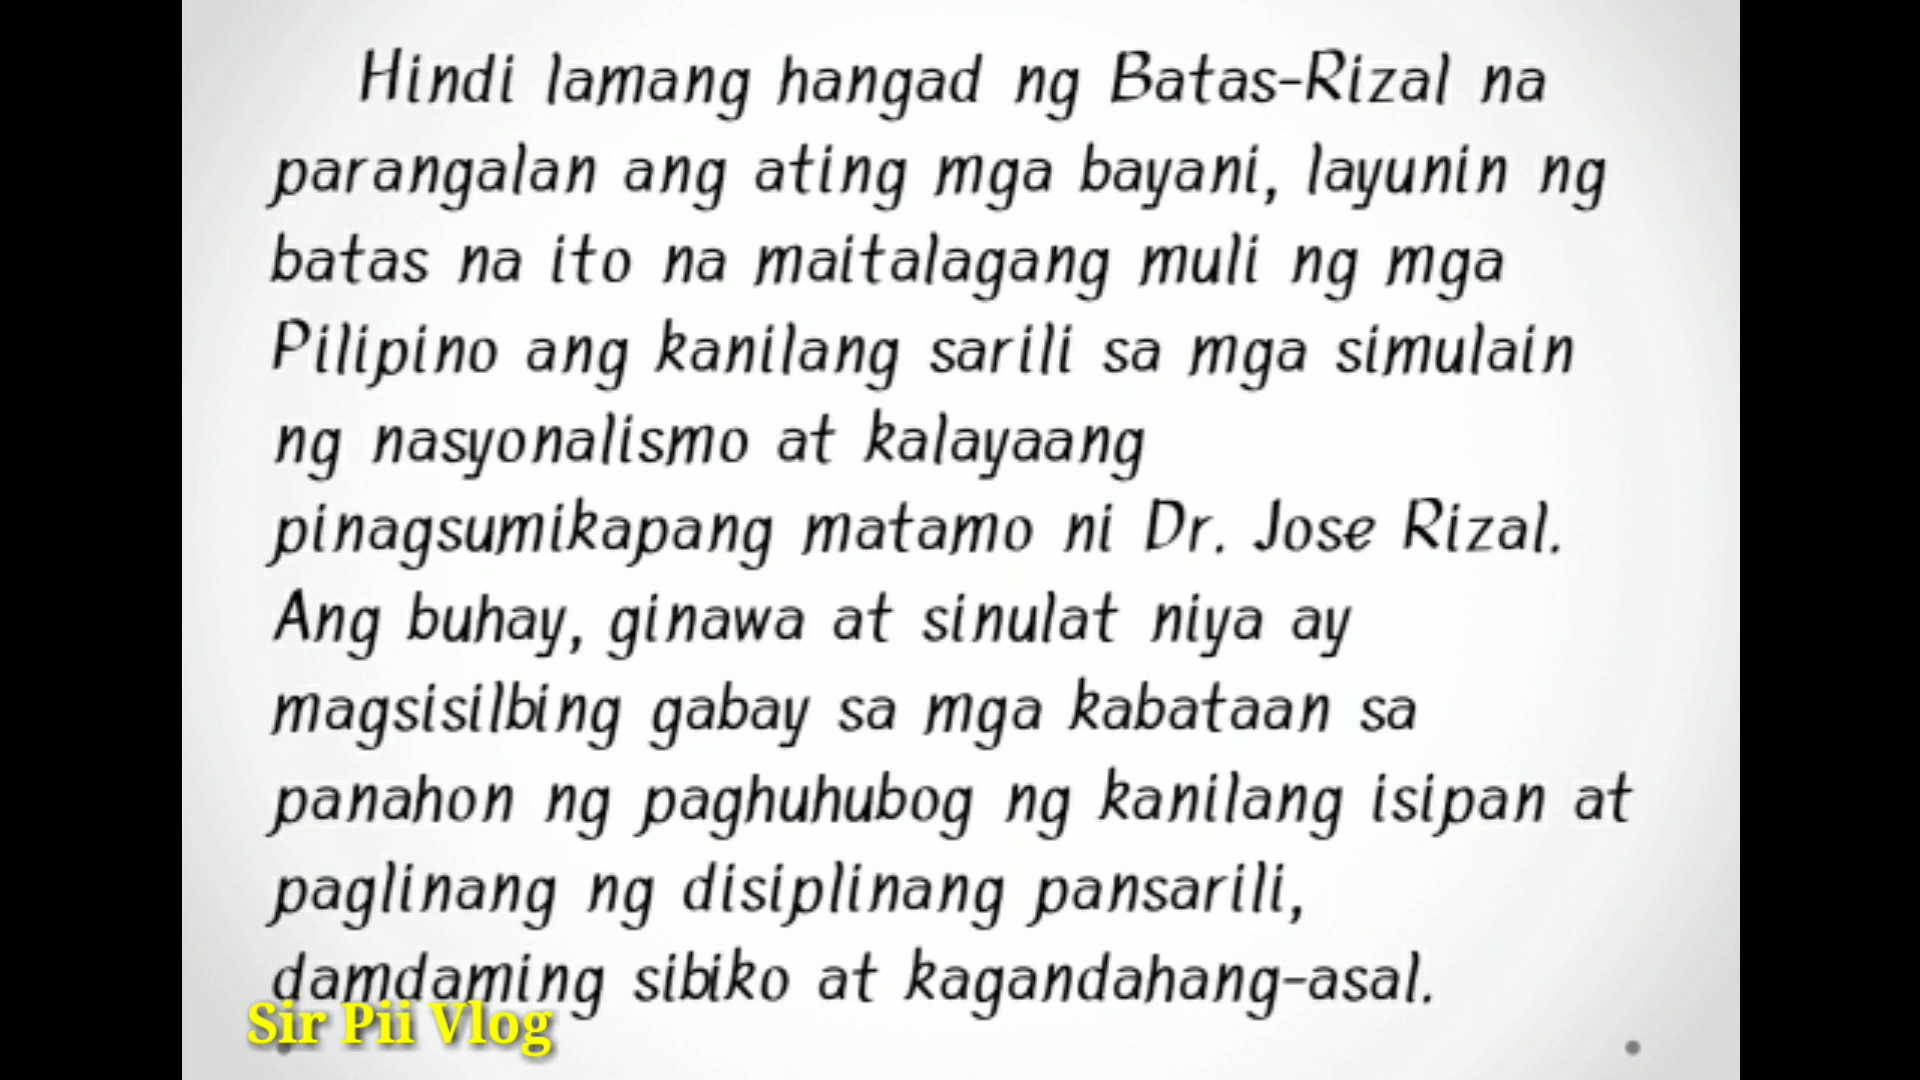 Hindi lamang hangad ng Batas-Rizal na
parangalan ang ating mga bayani, layunin ng
batas na ito na maitalagang muli ng mga
Pilipino ang kanilang sarili sa mga simulain
ng nasyonalismo at kalayaang
pinagsumikapang matamo ni Dr. Jose Rizal.
Ang buhay, ginawa at sinulat niya ay
magsisilbing gabay sa mga kabataan sa
panahon ng paghuhubog ng kanilang isipan at
paglinang ng disiplinang pansarili,
damdaming sibiko at kagandahang-asal.
Sir Pii Vlog